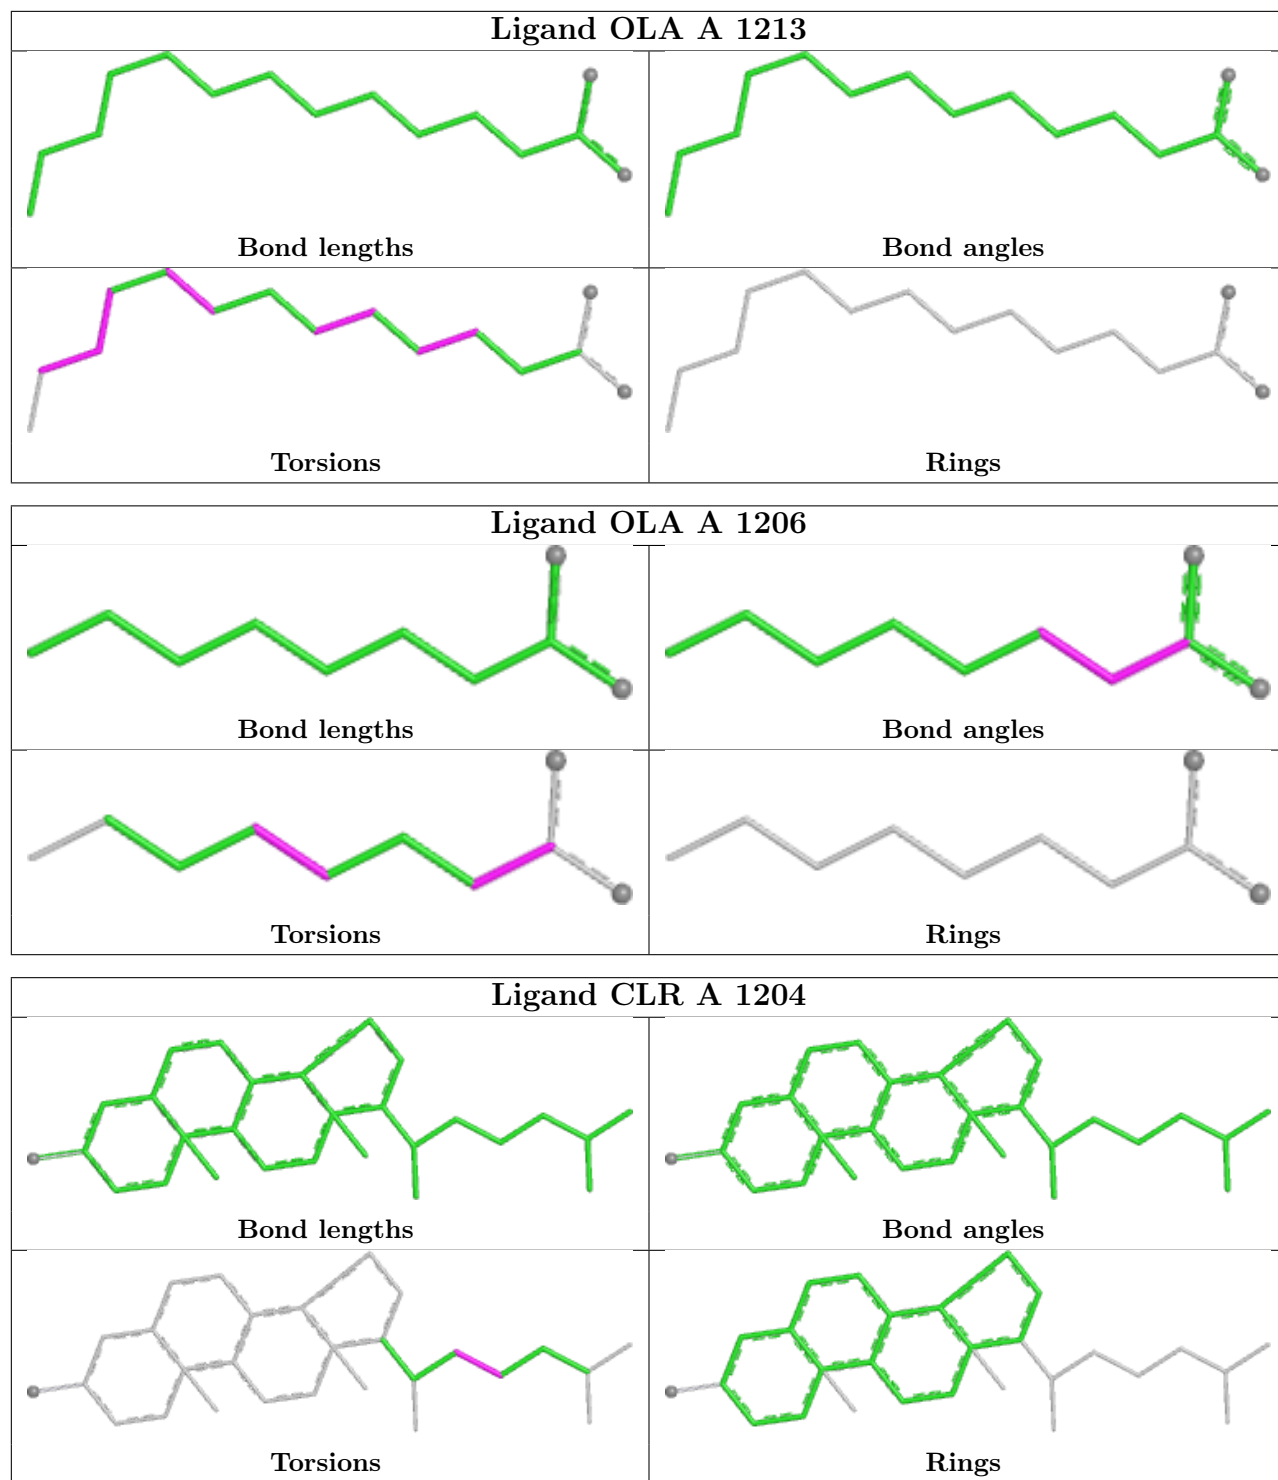 Ligand OLA A 1213
Bond lengths
Bond angles
Torsions
Rings
Ligand OLA A 1206
Bond lengths
Bond angles
Torsions
Rings
Ligand CLR A 1204
Bond lengths
Bond angles
Torsions
Rings